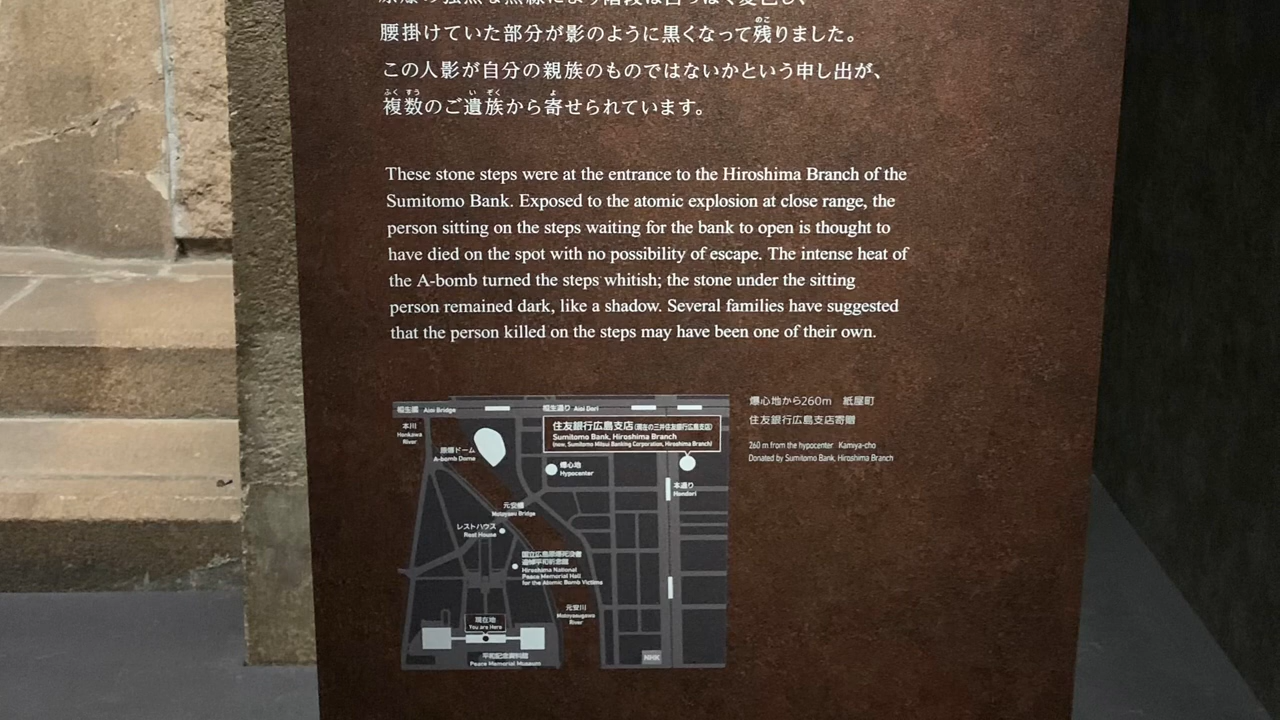 腰掛けていた部分が影のように黒くなって残りました。
この人影が自分の親族のものではないかという申し出が、
複数のご遺族から寄せられています。
These stone steps were at the entrance to the Hiroshima Branch of the
Sumitomo Bank. Exposed to the atomic explosion at close range, the
person sitting on the steps waiting for the bank to open is thought to
have died on the spot with no possibility of escape. The intense heat of
the A-bomb turned the steps whitish; the stone under the sitting
person remained dark, like a shadow. Several families have suggested
that the person killed on the steps may have been one of their own.
相生橋 Aioi Bridge
相生通り Aioi Dori
本川
Honkawa
River
原爆ドーム
A-bomb Dome
住友銀行広島支店(現在の三井住友銀行広島支店)
Sumitomo Bank, Hiroshima Branch
(now, Sumitomo Mitsui Banking Corporation, Hiroshima Branch)
爆心地
Hypocenter
本通り
Hondori
元安橋
Motoyasu Bridge
レストハウス
Rest House
国立広島原爆死没者
追悼平和祈念館
Hiroshima National
Peace Memorial Hall
for the Atomic Bomb Victims
元安川
Motoyasugawa
River
現在地
You are Here
平和記念資料館
Peace Memorial Museum
NHK
爆心地から260m 紙屋町
住友銀行広島支店寄贈
260 m from the hypocenter Kamiya-cho
Donated by Sumitomo Bank, Hiroshima Branch